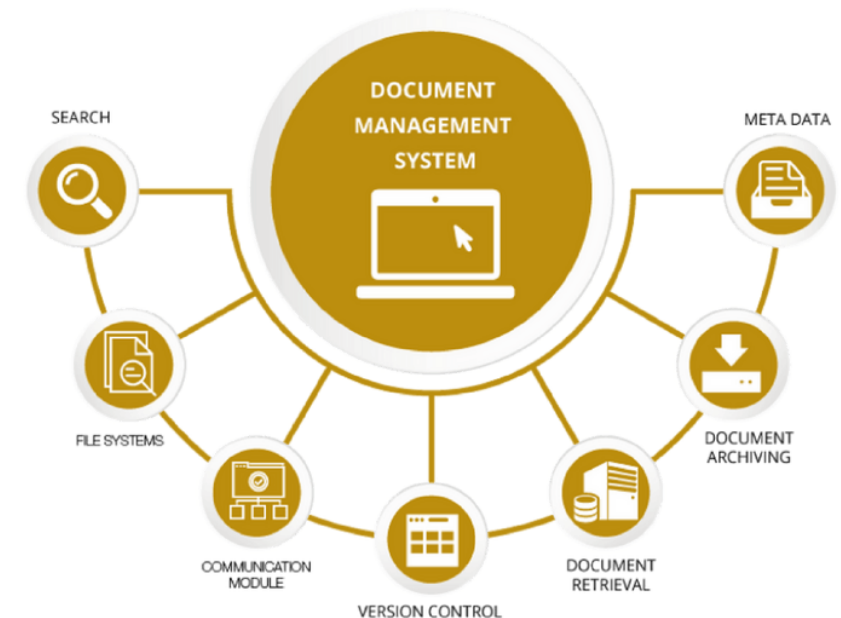 DOCUMENT
MANAGEMENT
SYSTEM
SEARCH
META DATA
FILE SYSTEMS
DOCUMENT
ARCHIVING
COMMUNICATION
MODULE
DOCUMENT
RETRIEVAL
VERSION CONTROL